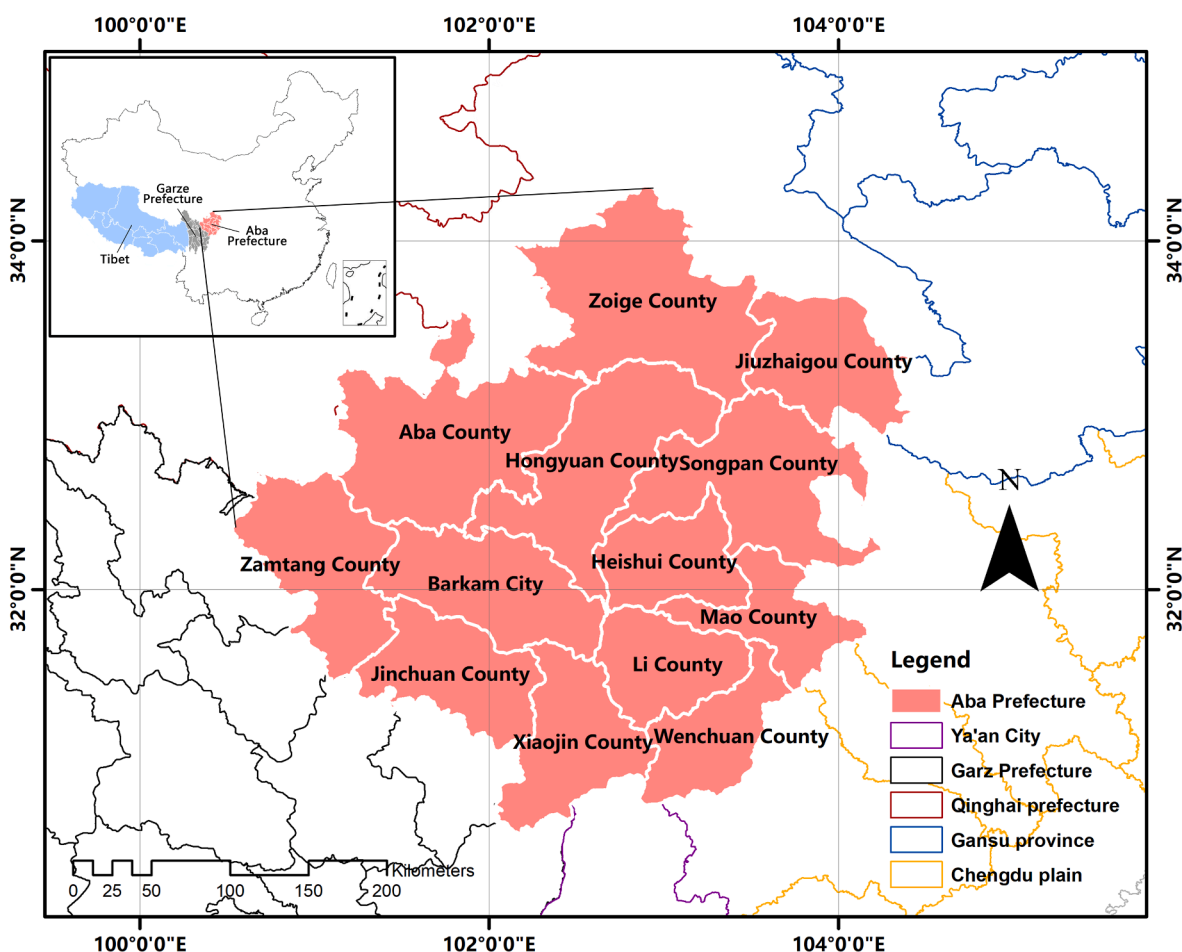 100°0'0"E
102°0'0"E
104°0'0"E
34°0'0"N
34°0'0"N
Garze
Prefecture
Aba
Prefecture
Tibet
Zoige County
Jiuzhaigou County
Aba County
Hongyuan County
Songpan County
Zamtang County
Barkam City
Heishui County
32°0'0"N
32°0'0"N
Mao County
Li County
Jinchuan County
Xiaojin County
Wenchuan County
N
Legend
Aba Prefecture
Ya'an City
Garz Prefecture
Qinghai prefecture
Gansu province
Chengdu plain
Kilometers
0 25 50 100 150 200
100°0'0"E
102°0'0"E
104°0'0"E